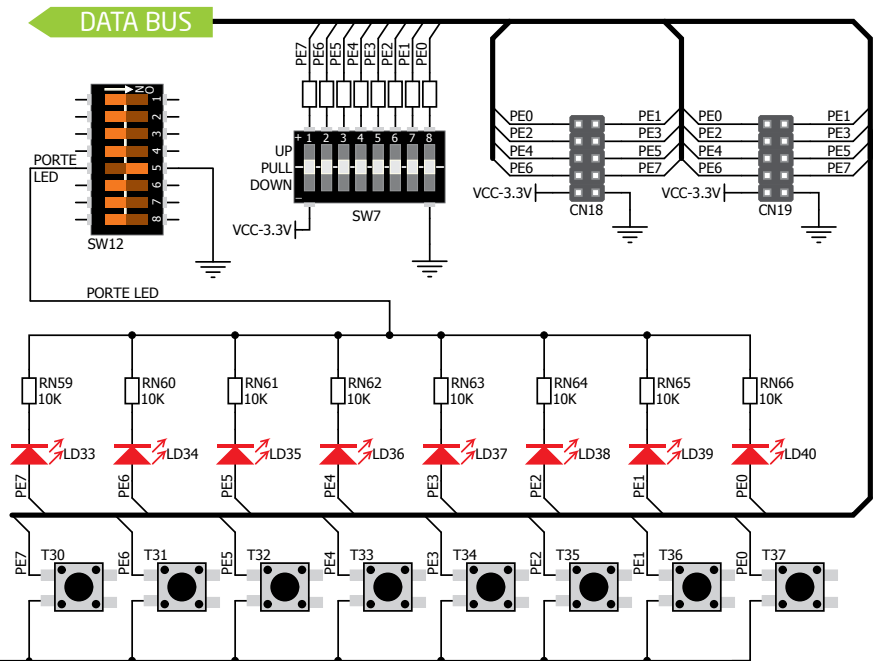 DATA BUS
PE7 PE6 PE5 PE4 PE3 PE2 PE1 PE0
ON
1
2
3
4
5
6
7
8
PORTE
LED
SW12
+ 1 2 3 4 5 6 7 8
UP
PULL
DOWN
_
SW7
VCC-3.3V
PE0 PE1 PE0 PE1
PE2 PE3 PE2 PE3
PE4 PE5 PE4 PE5
PE6 PE7 PE6 PE7
VCC-3.3V VCC-3.3V
CN18 CN19
PORTE LED
RN59 RN60 RN61 RN62 RN63 RN64 RN65 RN66
10K 10K 10K 10K 10K 10K 10K 10K
LD33 LD34 LD35 LD36 LD37 LD38 LD39 LD40
PE7 PE6 PE5 PE4 PE3 PE2 PE1 PE0
T30 T31 T32 T33 T34 T35 T36 T37
PE7 PE6 PE5 PE4 PE3 PE2 PE1 PE0